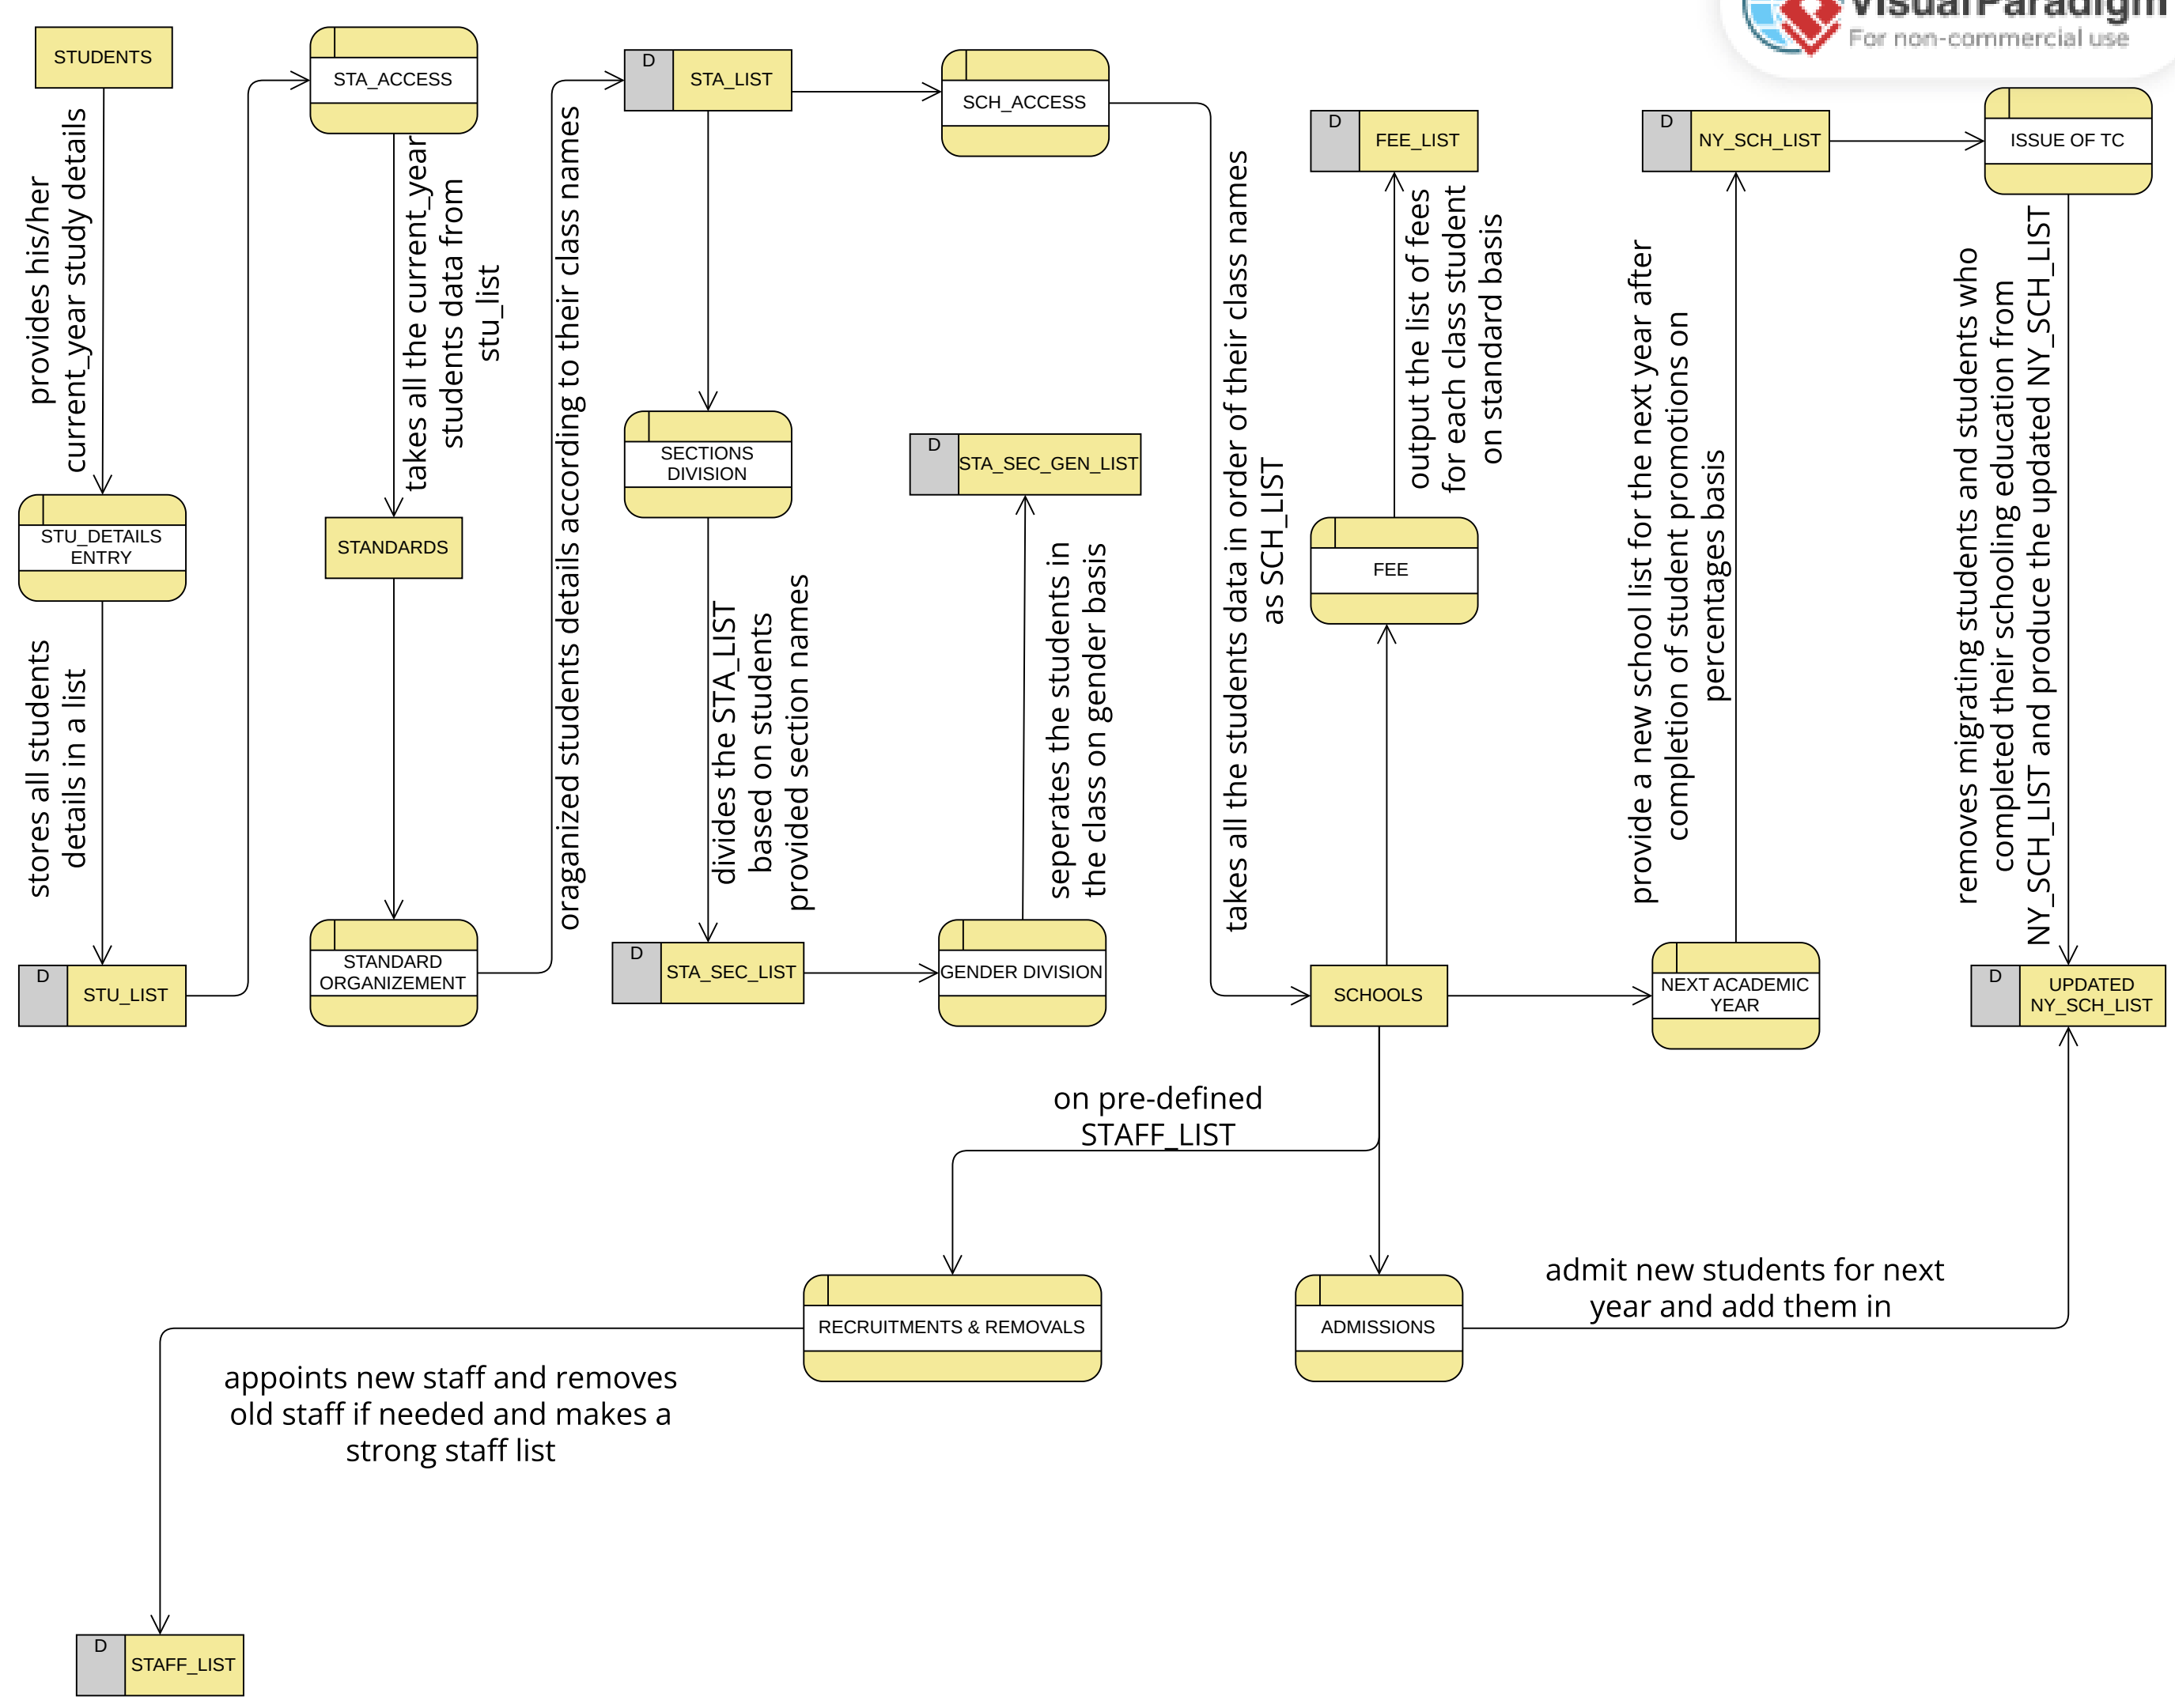 VisualParadigm
For non-commercial use
STUDENTS
provides his/her
current_year study details
STU_DETAILS
ENTRY
stores all students
details in a list
D
STU_LIST
STA_ACCESS
takes all the current_year
students data from
stu_list
STANDARDS
STANDARD
ORGANIZEMENT
oraganized students details according to their class names
D
STA_LIST
SECTIONS
DIVISION
divides the STA_LIST
based on students
provided section names
D
STA_SEC_LIST
SCH_ACCESS
D
STA_SEC_GEN_LIST
seperates the students in
the class on gender basis
GENDER DIVISION
takes all the students data in order of their class names
as SCH_LIST
D
FEE_LIST
output the list of fees
for each class student
on standard basis
FEE
SCHOOLS
D
NY_SCH_LIST
provide a new school list for the next year after
completion of student promotions on
percentages basis
NEXT ACADEMIC
YEAR
ISSUE OF TC
removes migrating students and students who
completed their schooling education from
NY_SCH_LIST and produce the updated NY_SCH_LIST
D
UPDATED
NY_SCH_LIST
on pre-defined
STAFF_LIST
RECRUITMENTS & REMOVALS
ADMISSIONS
admit new students for next
year and add them in
appoints new staff and removes
old staff if needed and makes a
strong staff list
D
STAFF_LIST